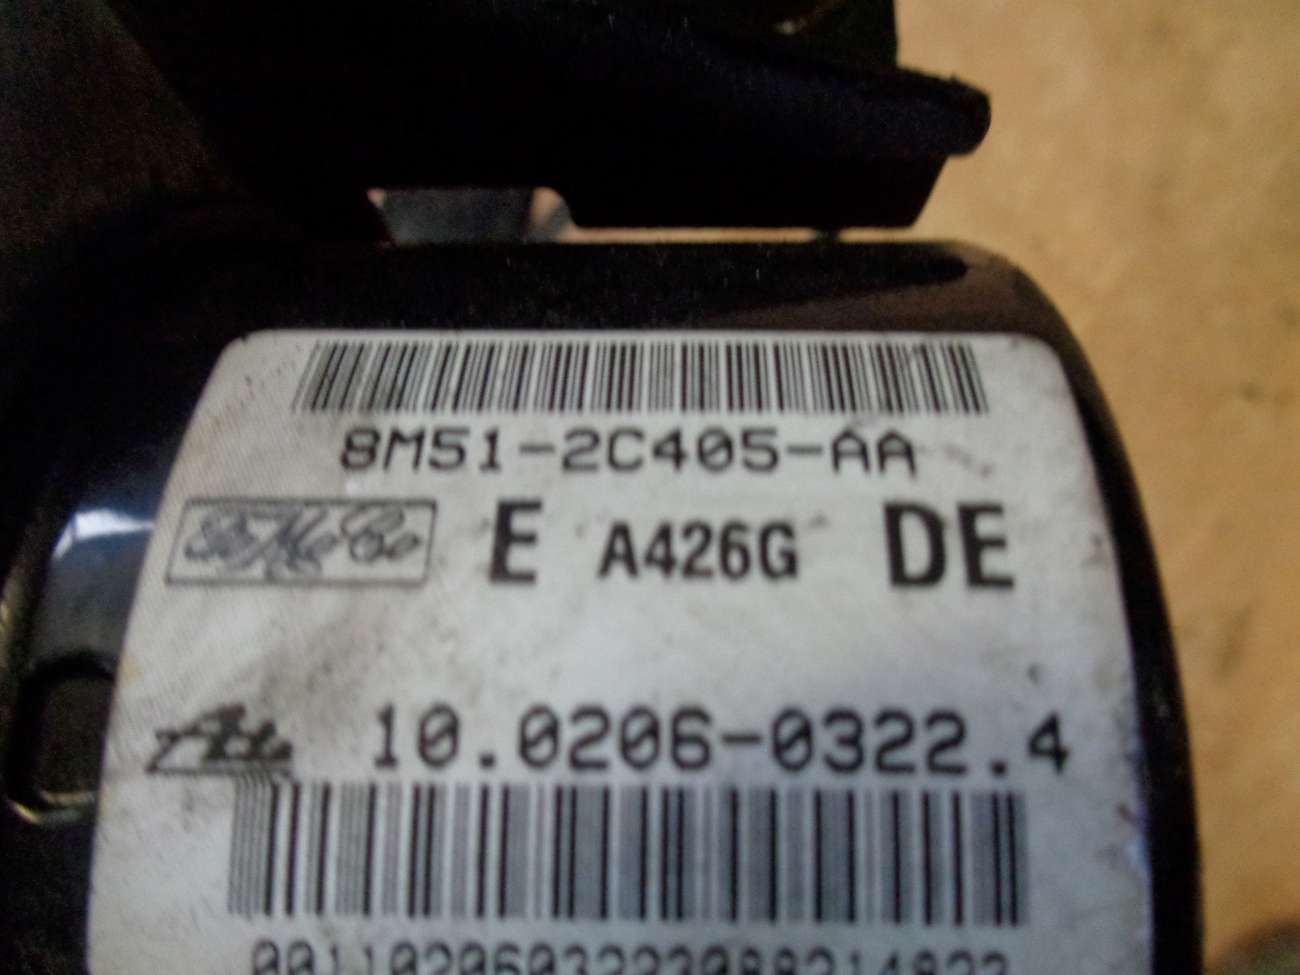 8M51-2C405-AA
FoMoCo E A426G DE
Ate 10.0206-0322.4